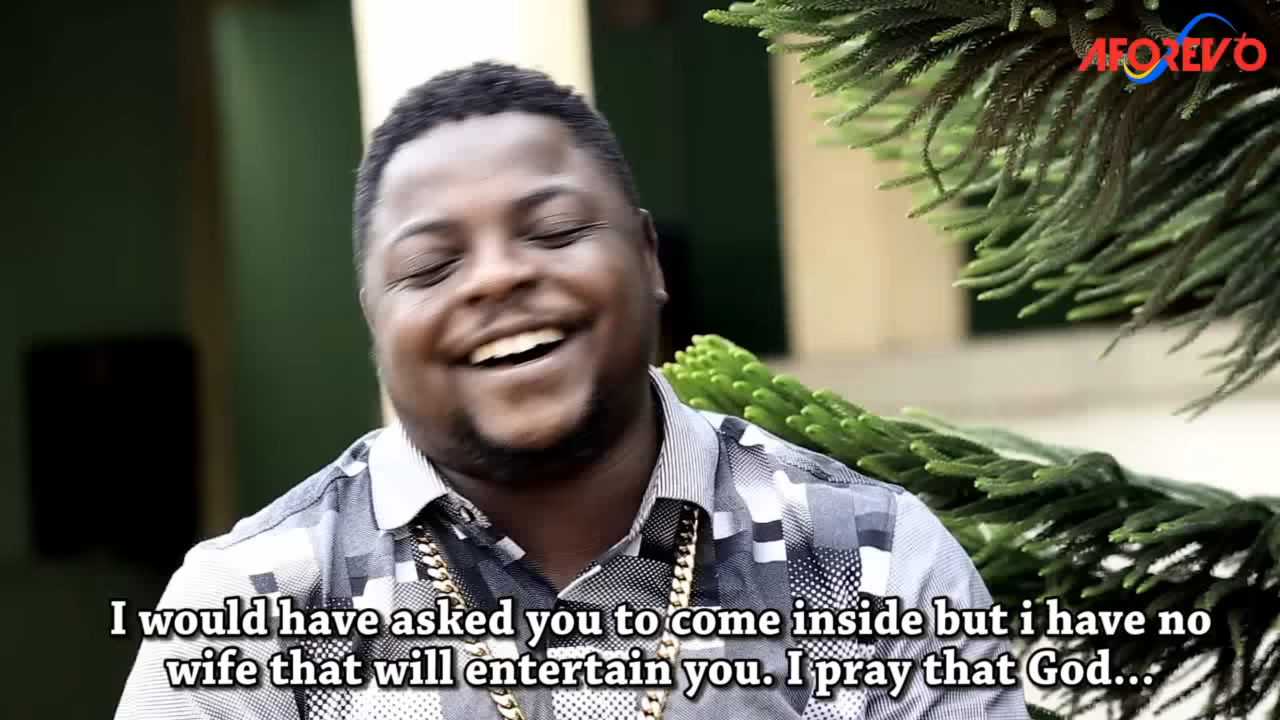 AFOREVO
I would have asked you to come inside but i have no
wife that will entertain you. I pray that God...